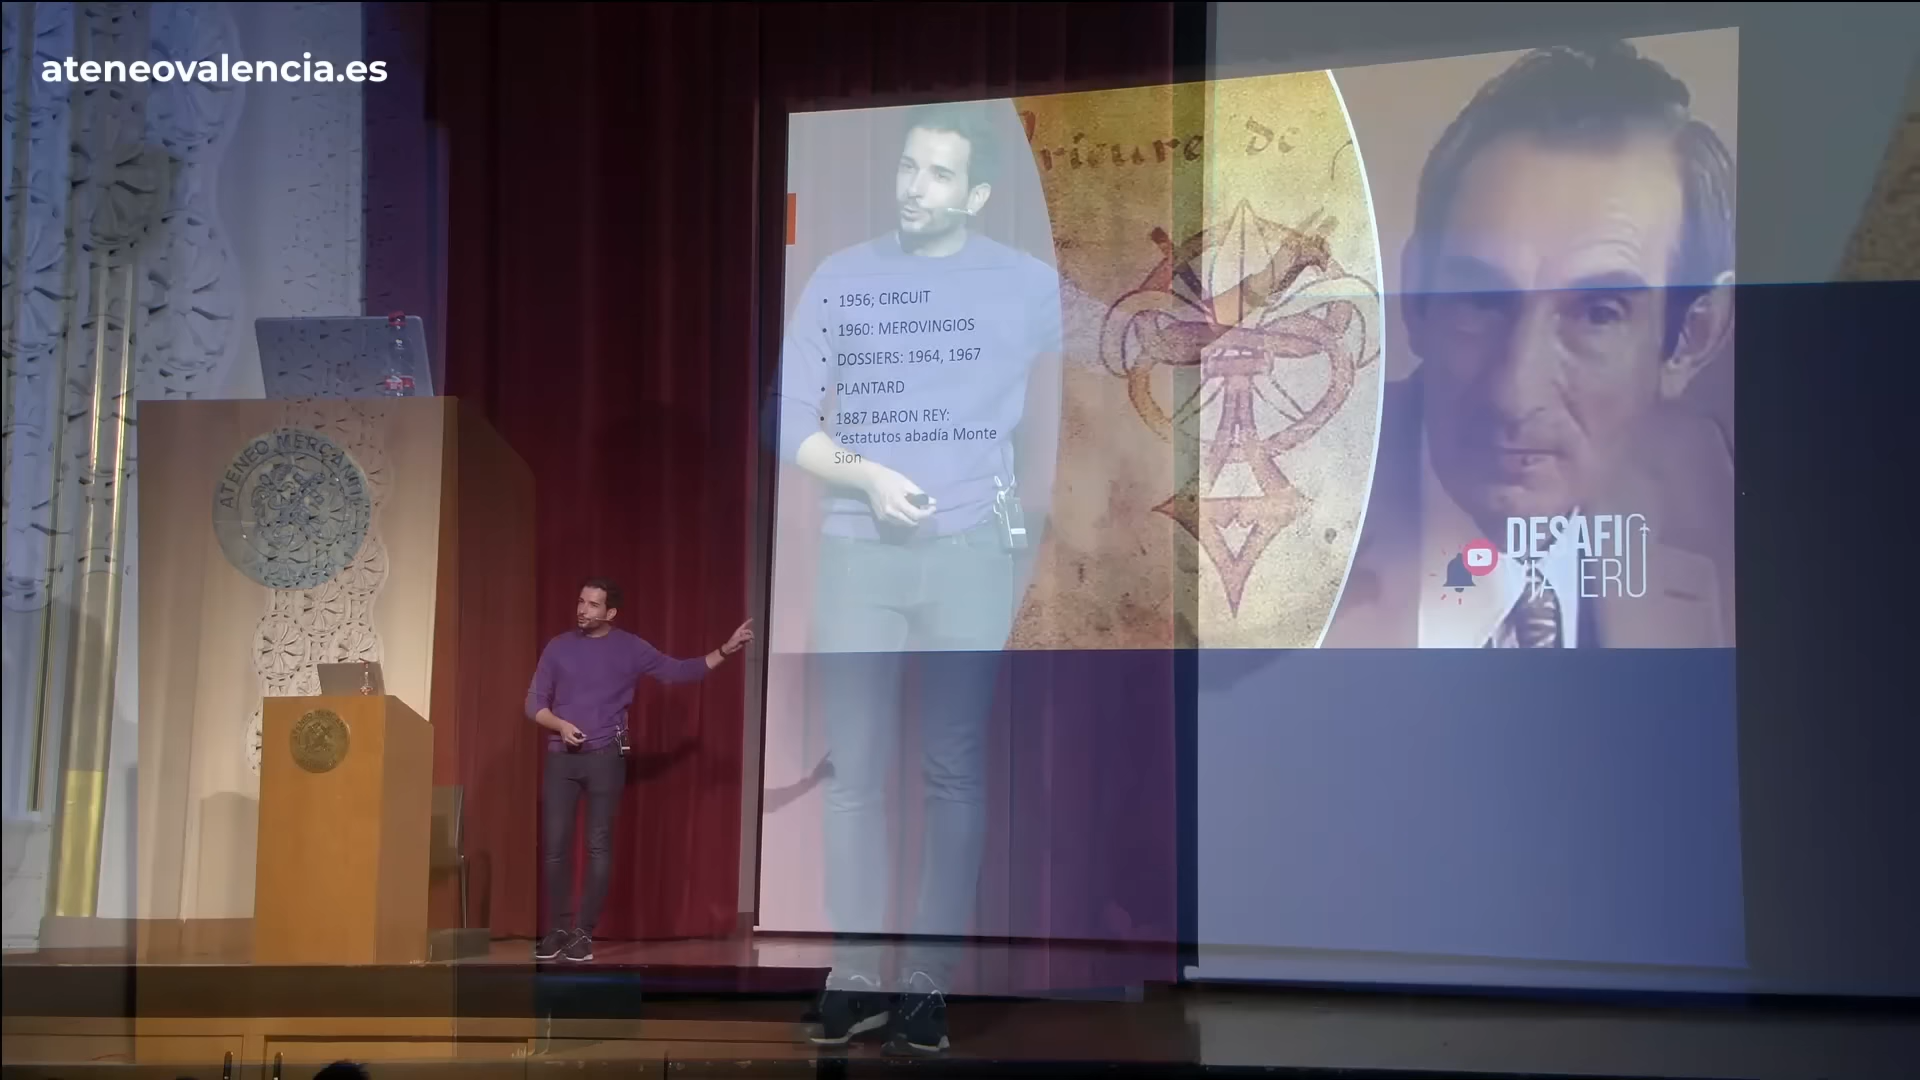 ateneovalencia.es
Prieure de
• 1956; CIRCUIT
• 1960: MEROVINGIOS
• DOSSIERS: 1964, 1967
• PLANTARD
• 1887 BARON REY:
"estatutos abadía Monte
Sion
ATENEO MERCANTIL
DESAFIO
VIAJERO